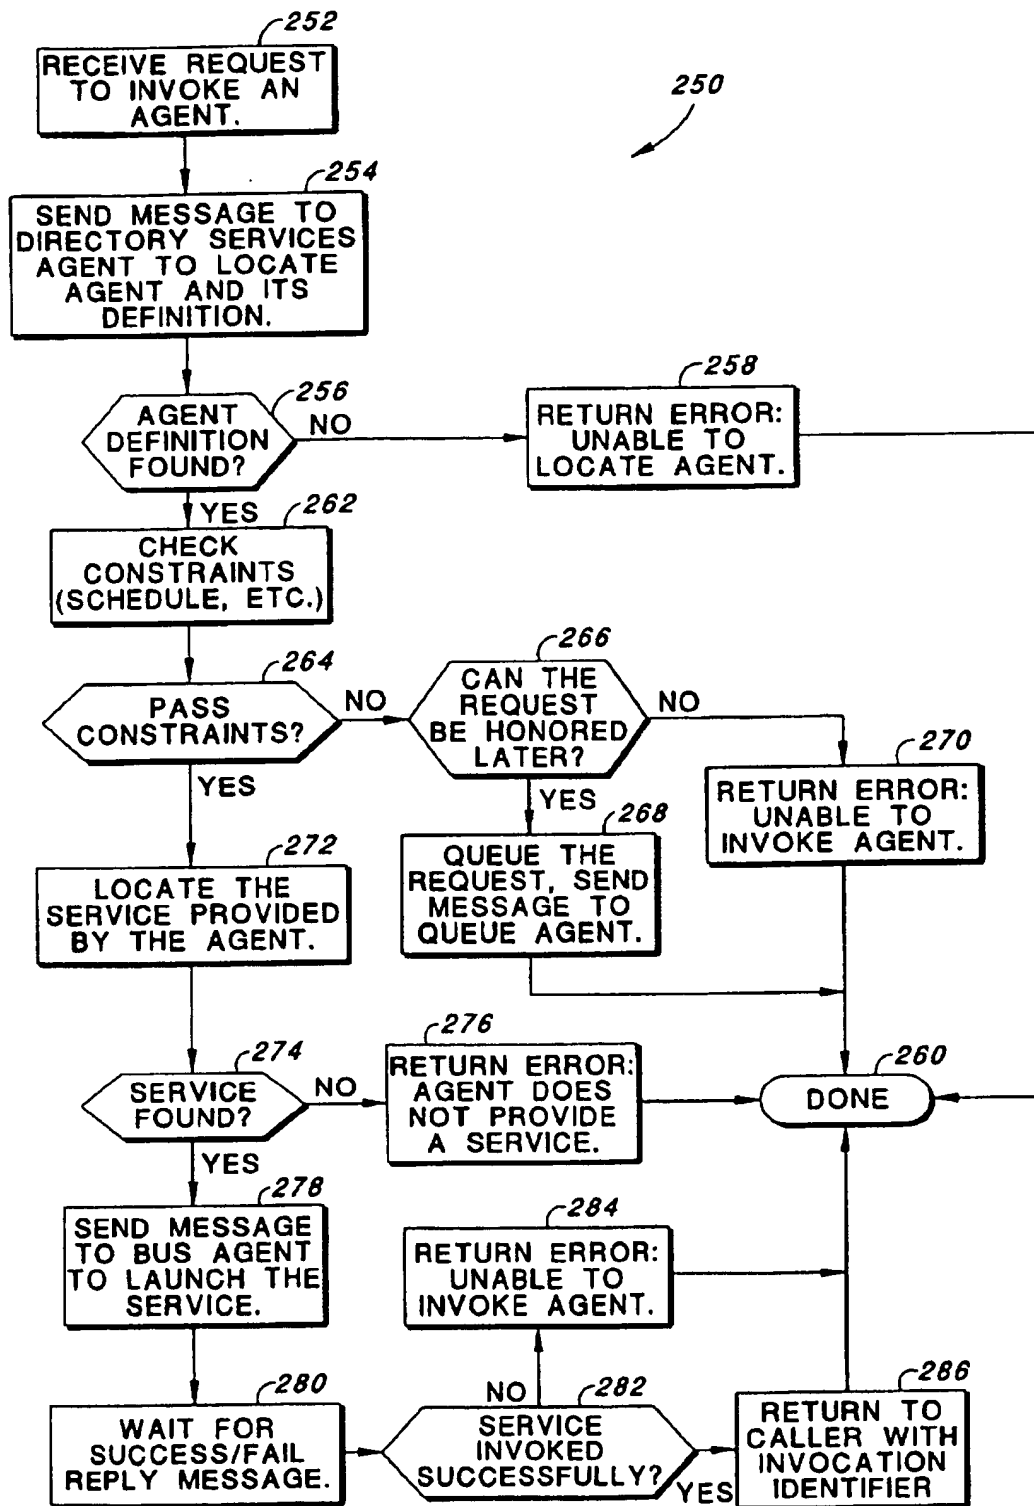 252
RECEIVE REQUEST
TO INVOKE AN
AGENT.
250
254
SEND MESSAGE TO
DIRECTORY SERVICES
AGENT TO LOCATE
AGENT AND ITS
DEFINITION.
256
AGENT
DEFINITION
FOUND?
NO
258
RETURN ERROR:
UNABLE TO
LOCATE AGENT.
YES
262
CHECK
CONSTRAINTS
(SCHEDULE, ETC.)
264
PASS
CONSTRAINTS?
NO
266
CAN THE
REQUEST
BE HONORED
LATER?
NO
270
RETURN ERROR:
UNABLE TO
INVOKE AGENT.
YES
YES
268
QUEUE THE
REQUEST, SEND
MESSAGE TO
QUEUE AGENT.
272
LOCATE THE
SERVICE PROVIDED
BY THE AGENT.
274
SERVICE
FOUND?
NO
276
RETURN ERROR:
AGENT DOES
NOT PROVIDE
A SERVICE.
260
DONE
YES
278
SEND MESSAGE
TO BUS AGENT
TO LAUNCH THE
SERVICE.
284
RETURN ERROR:
UNABLE TO
INVOKE AGENT.
280
WAIT FOR
SUCCESS/FAIL
REPLY MESSAGE.
NO
282
SERVICE
INVOKED
SUCCESSFULLY?
YES
286
RETURN TO
CALLER WITH
INVOCATION
IDENTIFIER